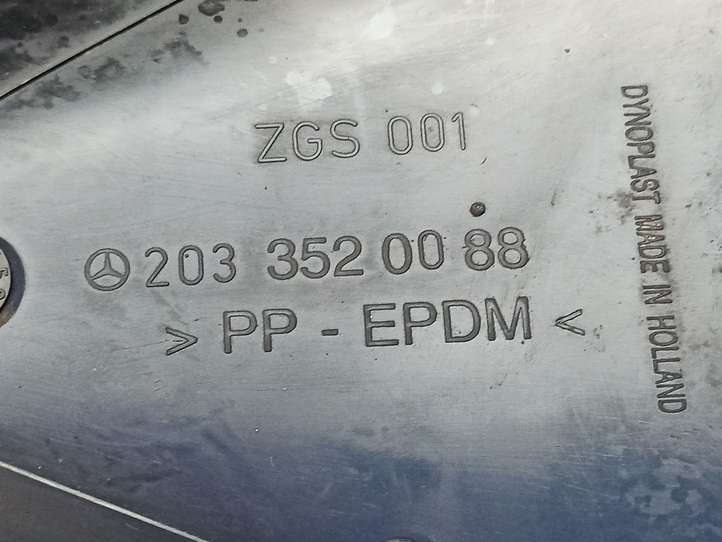 ZGS 001
203 352 00 88
> PP - EPDM <
DYNOPLAST MADE IN HOLLAND